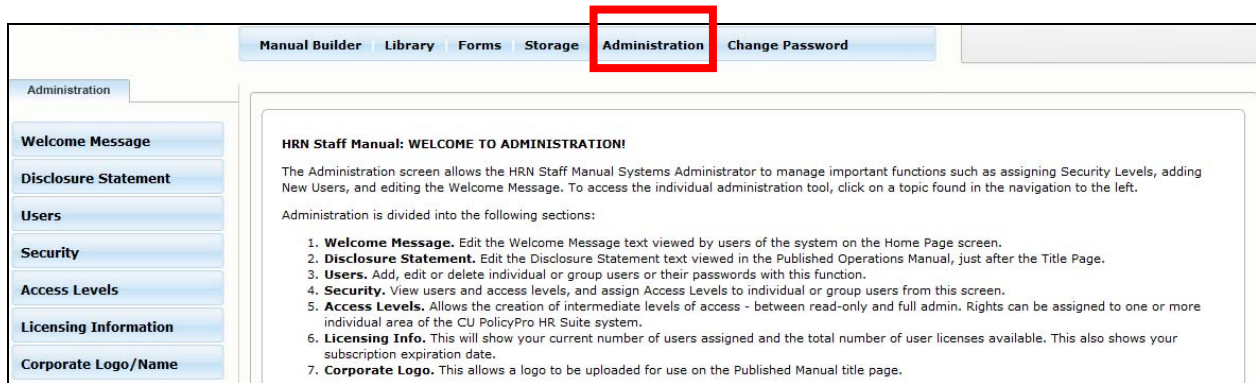 Manual Builder Library Forms Storage Administration Change Password
Administration
Welcome Message
Disclosure Statement
Users
Security
Access Levels
Licensing Information
Corporate Logo/Name
HRN Staff Manual: WELCOME TO ADMINISTRATION!
The Administration screen allows the HRN Staff Manual Systems Administrator to manage important functions such as assigning Security Levels, adding
New Users, and editing the Welcome Message. To access the individual administration tool, click on a topic found in the navigation to the left.
Administration is divided into the following sections:
1. Welcome Message. Edit the Welcome Message text viewed by users of the system on the Home Page screen.
2. Disclosure Statement. Edit the Disclosure Statement text viewed in the Published Operations Manual, just after the Title Page.
3. Users. Add, edit or delete individual or group users or their passwords with this function.
4. Security. View users and access levels, and assign Access Levels to individual or group users from this screen.
5. Access Levels. Allows the creation of intermediate levels of access - between read-only and full admin. Rights can be assigned to one or more
individual area of the CU PolicyPro HR Suite system.
6. Licensing Info. This will show your current number of users assigned and the total number of user licenses available. This also shows your
subscription expiration date.
7. Corporate Logo. This allows a logo to be uploaded for use on the Published Manual title page.